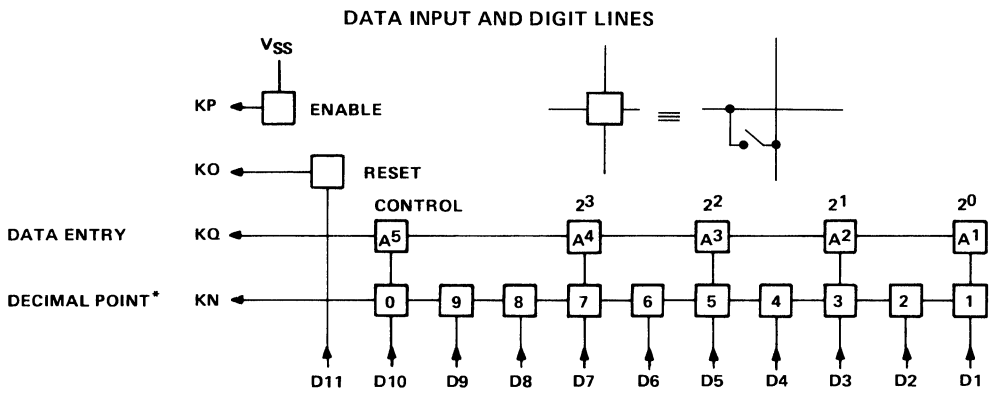 DATA INPUT AND DIGIT LINES
VSS
KP ENABLE
KO RESET
CONTROL 2³ 2² 2¹ 2⁰
DATA ENTRY KQ A⁵ A⁴ A³ A² A¹
DECIMAL POINT* KN 0 9 8 7 6 5 4 3 2 1
D11 D10 D9 D8 D7 D6 D5 D4 D3 D2 D1